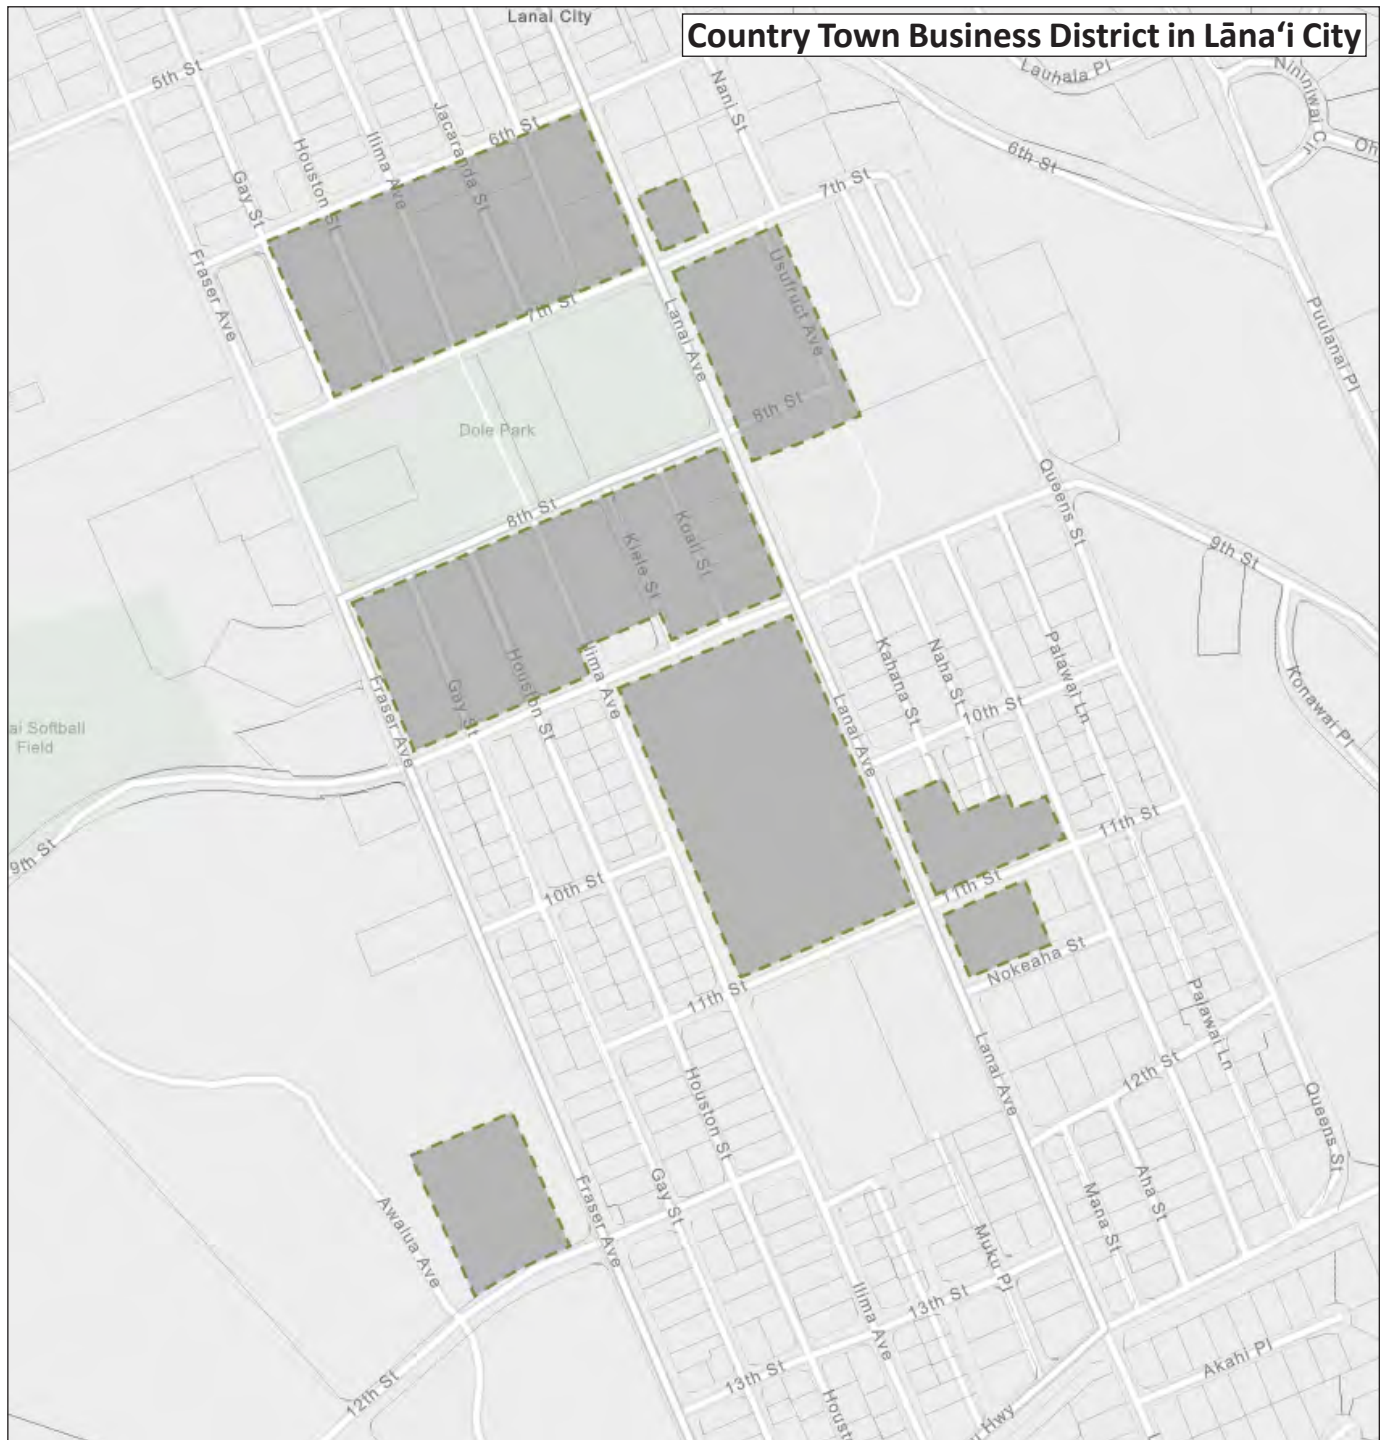 Lanai City
Country Town Business District in Lānaʻi City
5th St
Lauhala Pl
Nininiwai Cir
Nani St
Jacaranda St
6th St
Ilima Ave
Houston St
Oh
6th St
Gay St
7th St
Fraser Ave
Usufruct Ave
7th St
Lanai Ave
Puulanai Pl
8th St
Dole Park
Queens St
8th St
Koali St
Kiele St
9th St
Kahana St
Naha St
Palawai Ln
Ilima Ave
Houston St
Gay St
Fraser Ave
Konawai Pl
10th St
Lanai Ave
ai Softball
Field
11th St
9th St
10th St
11th St
Nokeaha St
11th St
Palawai Ln
Lanai Ave
12th St
Houston St
Queens St
Gay St
Aha St
Mana St
Fraser Ave
Awalua Ave
Muku Pl
Ilima Ave
13th St
Akahi Pl
13th St
12th St
Houst
Hwy
L